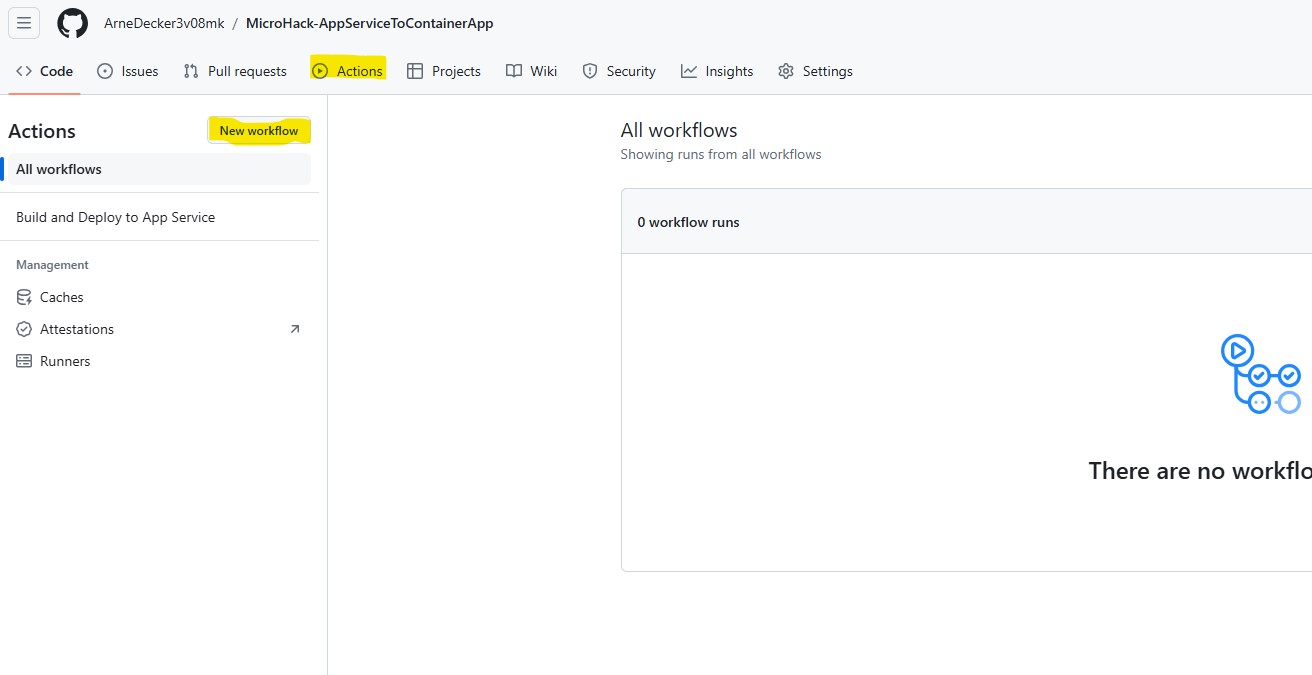 ArneDecker3v08mk / MicroHack-AppServiceToContainerApp
Code Issues Pull requests Actions Projects Wiki Security Insights Settings
Actions
New workflow
All workflows
Build and Deploy to App Service
Management
Caches
Attestations
Runners
All workflows
Showing runs from all workflows
0 workflow runs
There are no workflo